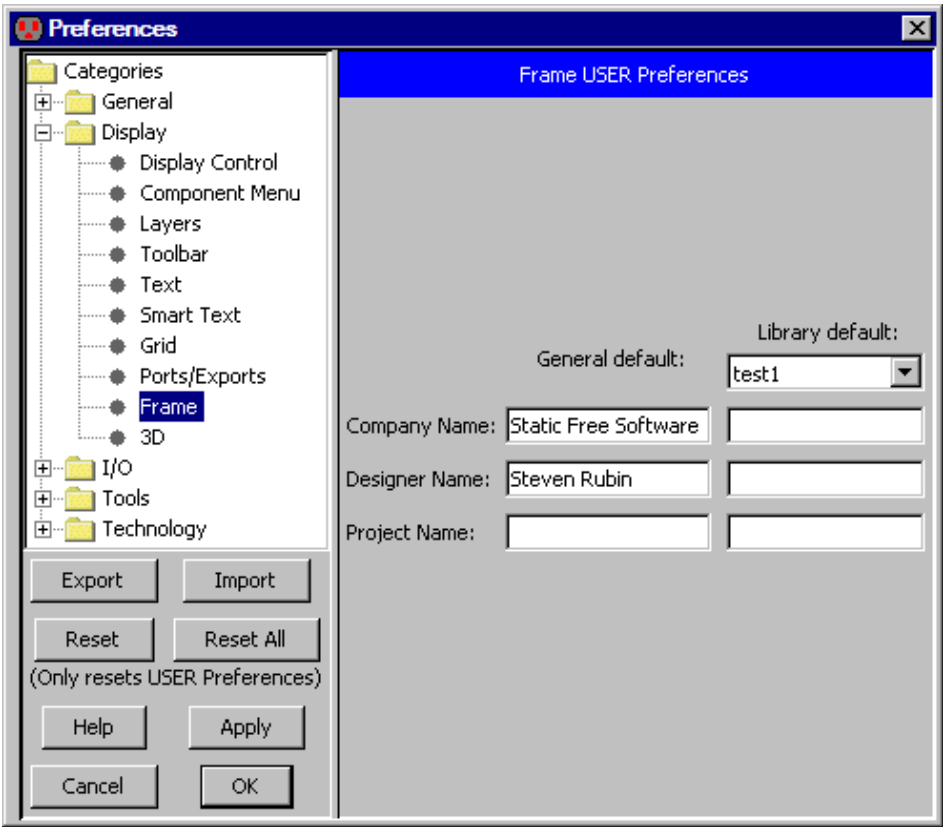 Preferences
Categories
General
Display
Display Control
Component Menu
Layers
Toolbar
Text
Smart Text
Grid
Ports/Exports
Frame
3D
I/O
Tools
Technology
Export Import
Reset Reset All
(Only resets USER Preferences)
Help Apply
Cancel OK
Frame USER Preferences
Library default:
General default:
test1
Company Name: Static Free Software
Designer Name: Steven Rubin
Project Name: